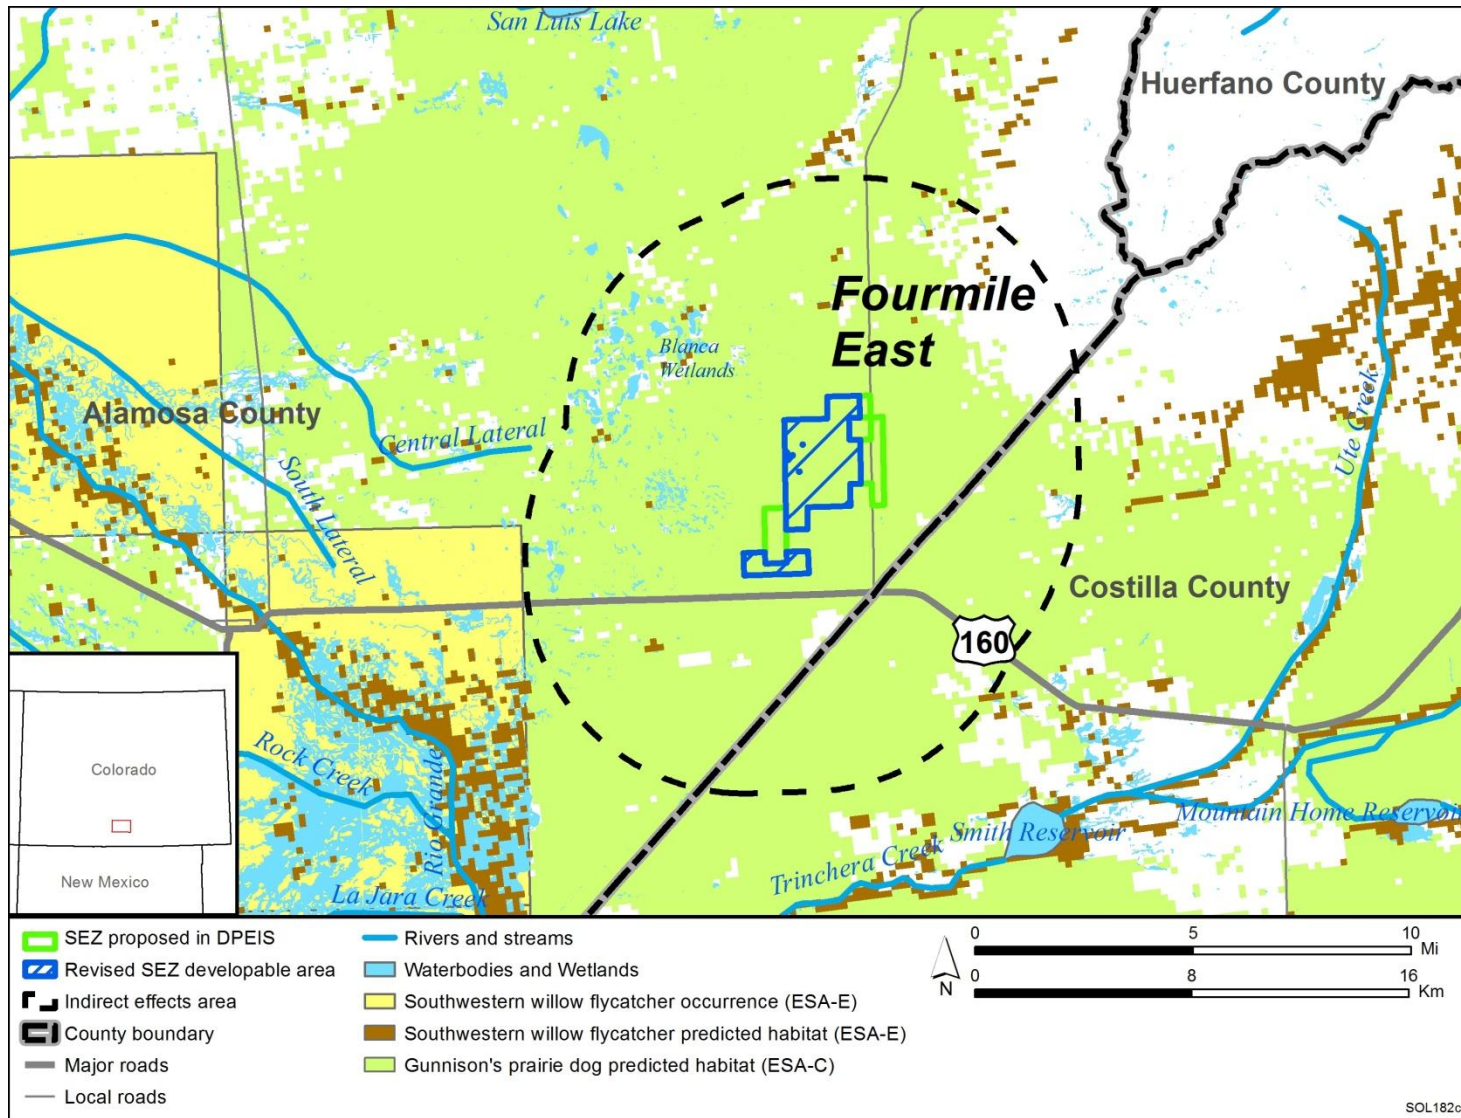 San Luis Lake
Huerfano County
Fourmile
East
Blanca
Wetlands
Alamosa County
Central Lateral
South Lateral
Ute Creek
Costilla County
160
Rock Creek
Rio Grande
La Jara Creek
Trinchera Creek
Smith Reservoir
Mountain Home Reservoir
Colorado
New Mexico
SEZ proposed in DPEIS
Revised SEZ developable area
Indirect effects area
County boundary
Major roads
Local roads
Rivers and streams
Waterbodies and Wetlands
Southwestern willow flycatcher occurrence (ESA-E)
Southwestern willow flycatcher predicted habitat (ESA-E)
Gunnison's prairie dog predicted habitat (ESA-C)
N
0 5 10
Mi
0 8 16
Km
SOL182c